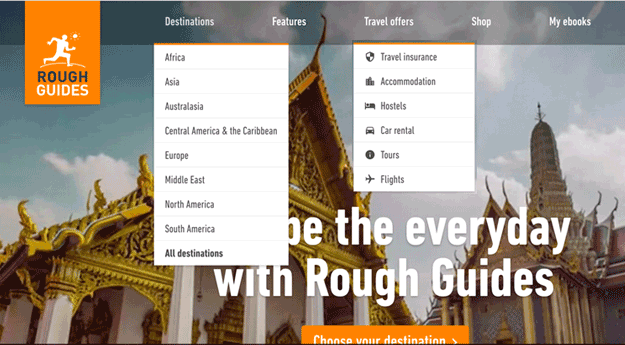 Destinations
Features
Travel offers
Shop
My ebooks
ROUGH
GUIDES
Africa
Asia
Australasia
Central America & the Caribbean
Europe
Middle East
North America
South America
All destinations
Travel insurance
Accommodation
Hostels
Car rental
Tours
Flights
pe the everyday
with Rough Guides
Choose your destination >